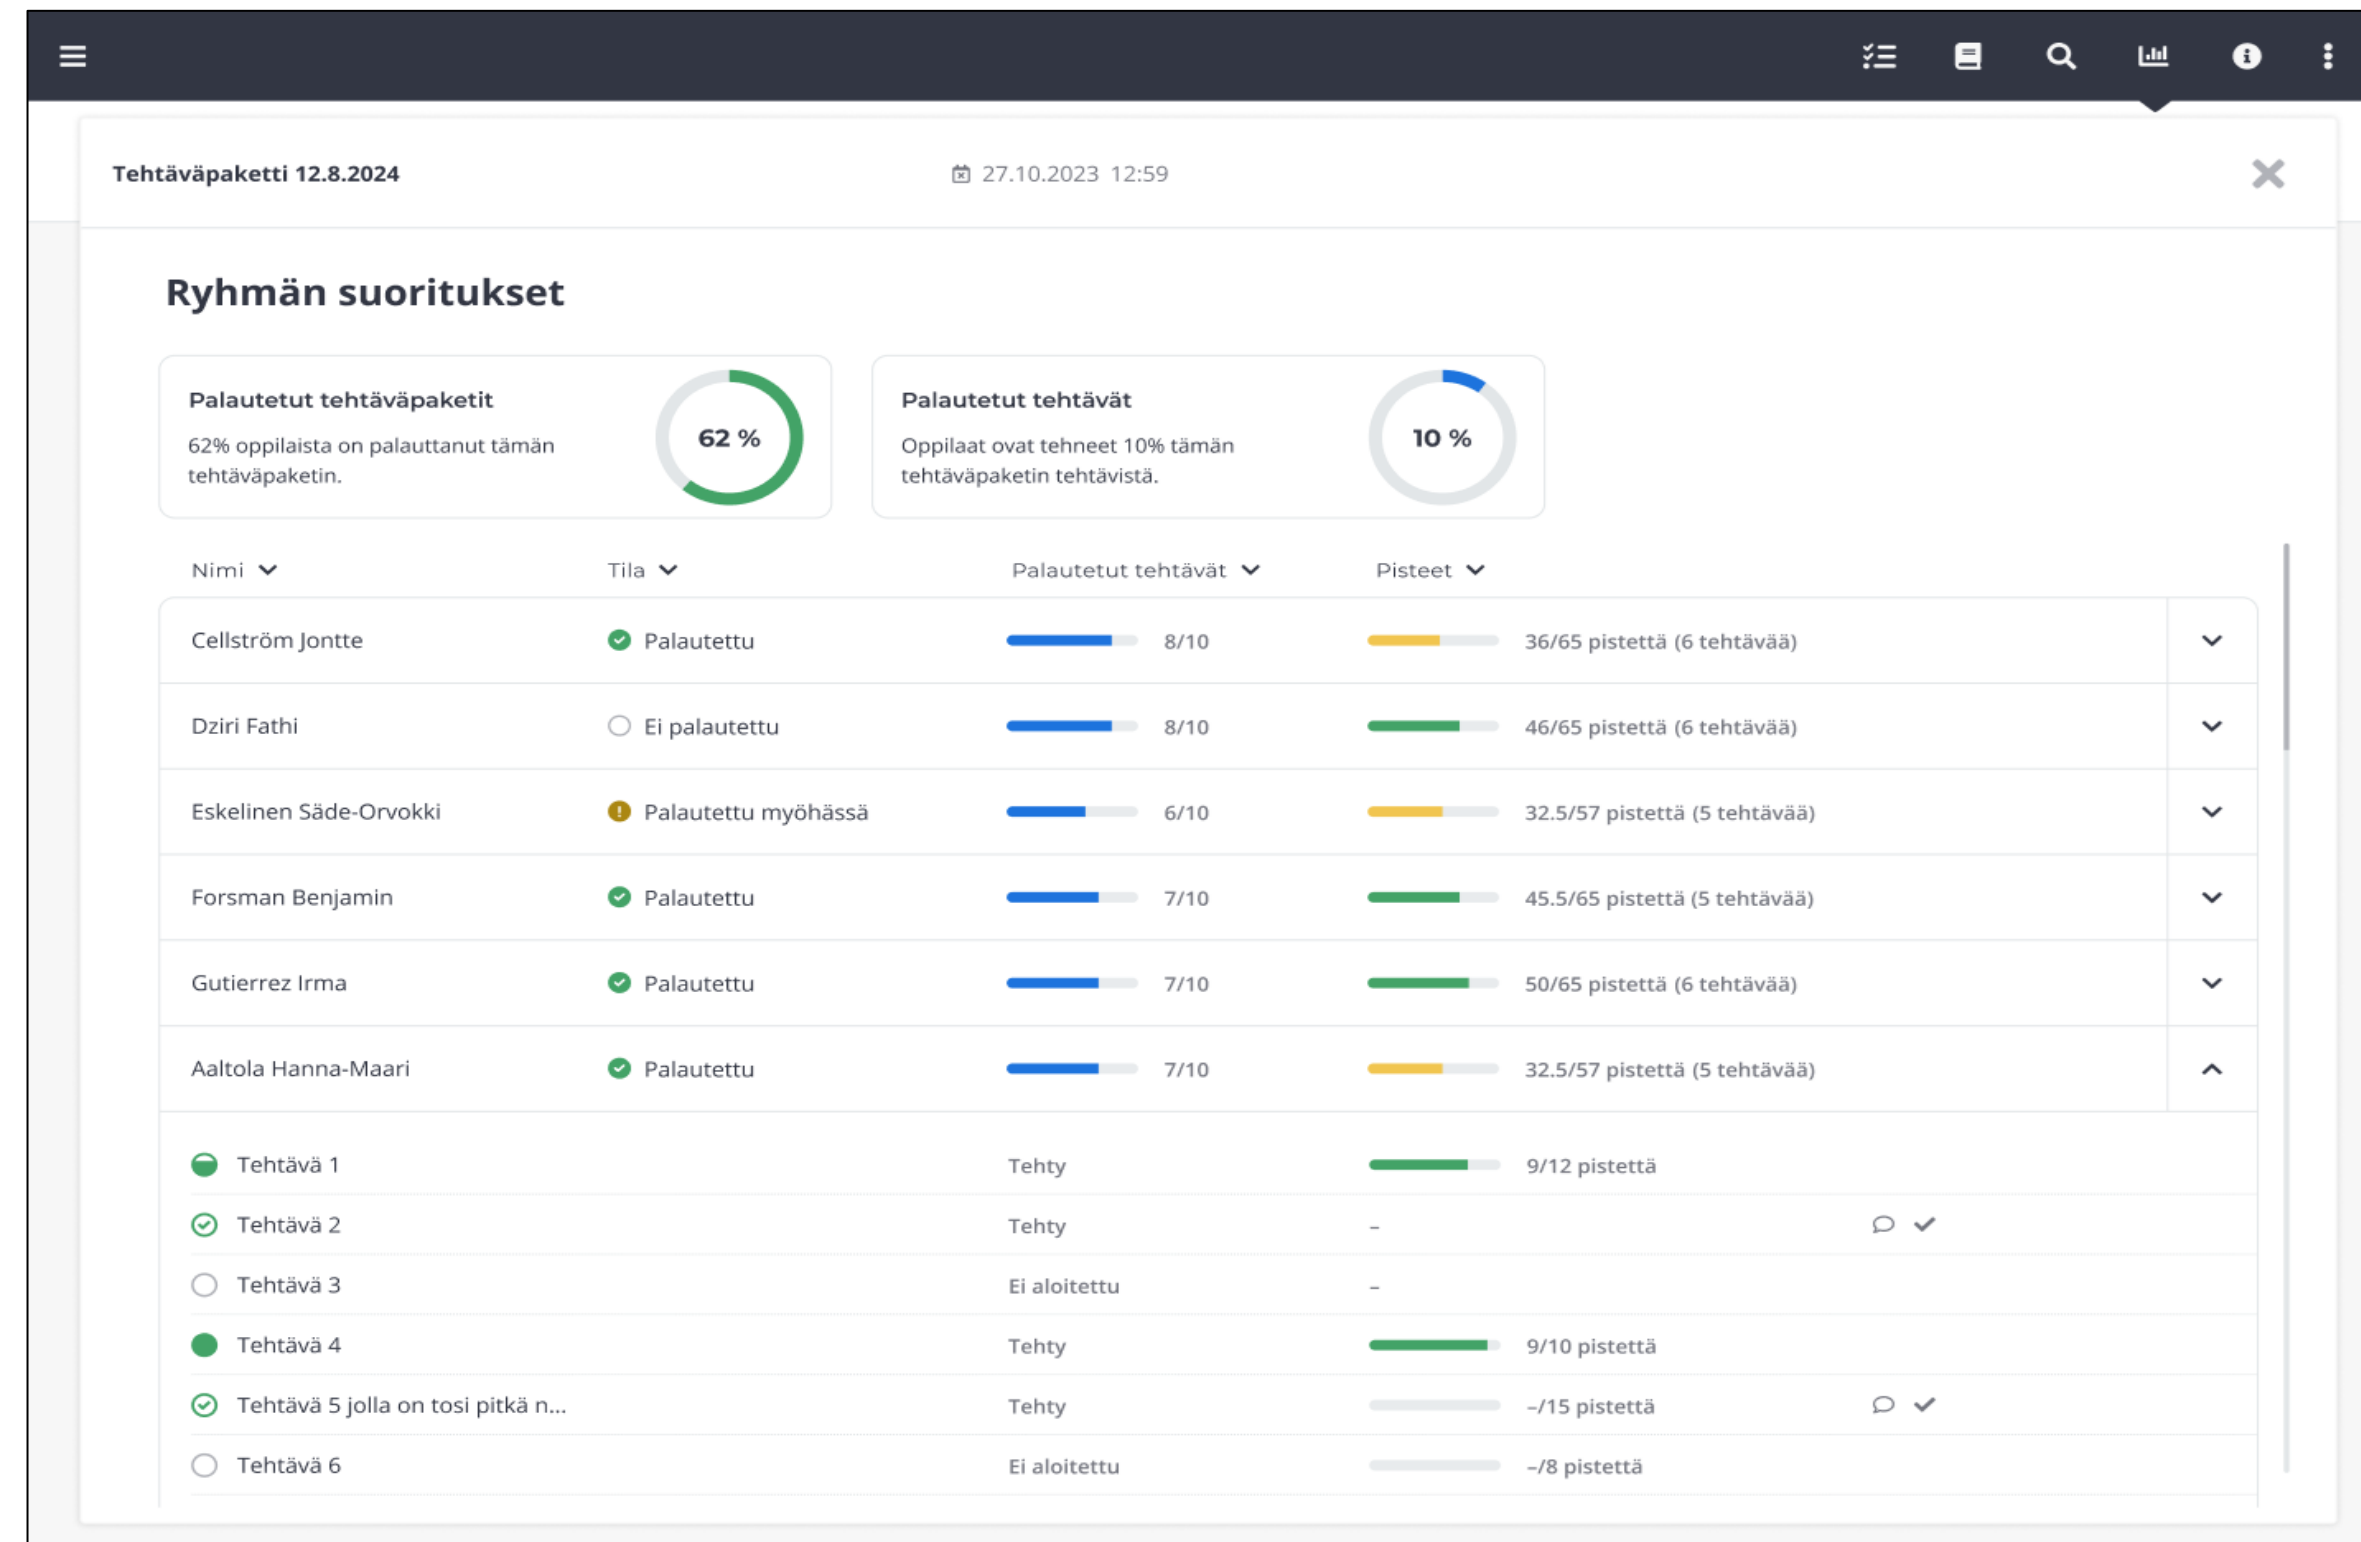 Tehtäväpaketti 12.8.2024
27.10.2023 12:59
Ryhmän suoritukset
Palautetut tehtäväpaketit
62% oppilaista on palauttanut tämän
tehtäväpaketin.
62 %
Palautetut tehtävät
Oppilaat ovat tehneet 10% tämän
tehtäväpaketin tehtävistä.
10 %
Nimi Tila Palautetut tehtävät Pisteet
Cellström Jontte Palautettu 8/10 36/65 pistettä (6 tehtävää)
Dziri Fathi Ei palautettu 8/10 46/65 pistettä (6 tehtävää)
Eskelinen Säde-Orvokki Palautettu myöhässä 6/10 32.5/57 pistettä (5 tehtävää)
Forsman Benjamin Palautettu 7/10 45.5/65 pistettä (5 tehtävää)
Gutierrez Irma Palautettu 7/10 50/65 pistettä (6 tehtävää)
Aaltola Hanna-Maari Palautettu 7/10 32.5/57 pistettä (5 tehtävää)
Tehtävä 1 Tehty 9/12 pistettä
Tehtävä 2 Tehty –
Tehtävä 3 Ei aloitettu –
Tehtävä 4 Tehty 9/10 pistettä
Tehtävä 5 jolla on tosi pitkä n... Tehty –/15 pistettä
Tehtävä 6 Ei aloitettu –/8 pistettä